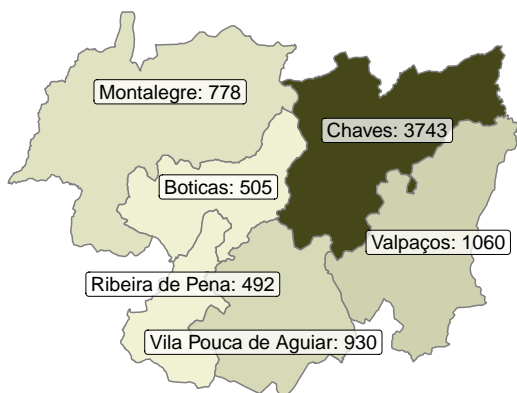 Montalegre: 778
Chaves: 3743
Boticas: 505
Valpaços: 1060
Ribeira de Pena: 492
Vila Pouca de Aguiar: 930